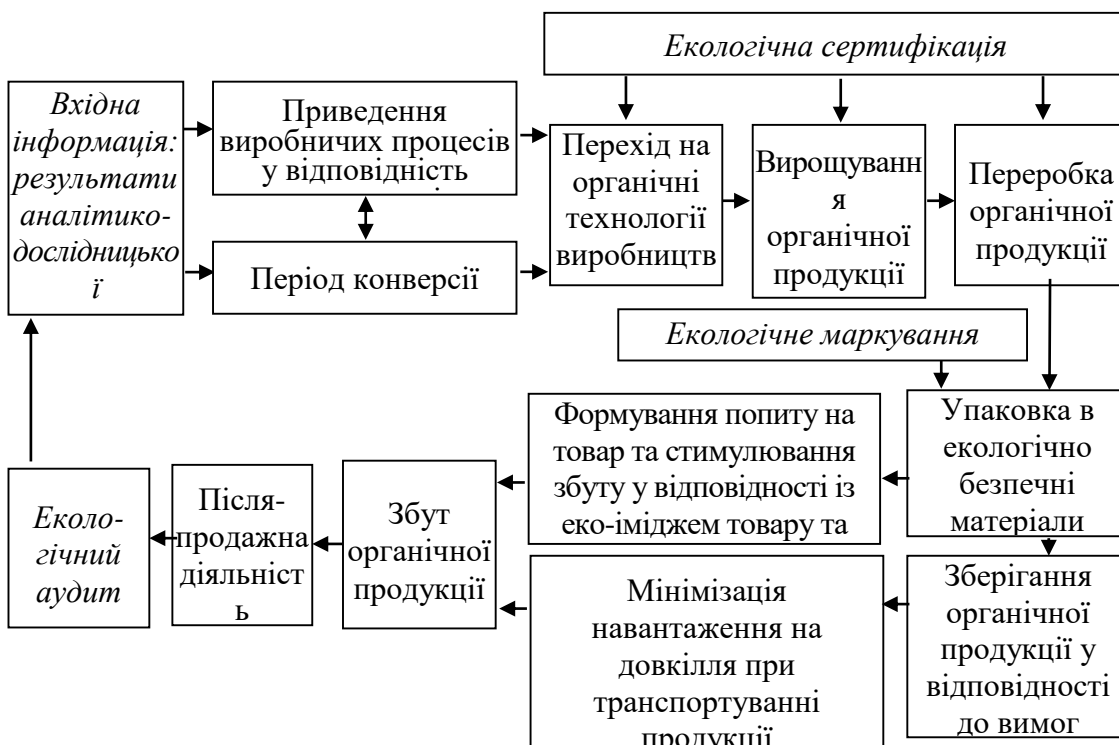 Екологічна сертифікація
Вхідна
інформація:
результати
аналітико-
дослідницько
ї
Приведення
виробничих процесів
у відповідність
Період конверсії
Перехід на
органічні
технології
виробництв
Вирощуванн
я
органічної
продукції
Переробка
органічної
продукції
Екологічне маркування
Упаковка в
екологічно
безпечні
матеріали
Формування попиту на
товар та стимулювання
збуту у відповідності із
еко-іміджем товару та
Зберігання
органічної
продукції у
відповідності
до вимог
Мінімізація
навантаження на
довкілля при
транспортуванні
продукції
Збут
органічної
продукції
Після-
продажна
діяльніст
ь
Еколо-
гічний
аудит